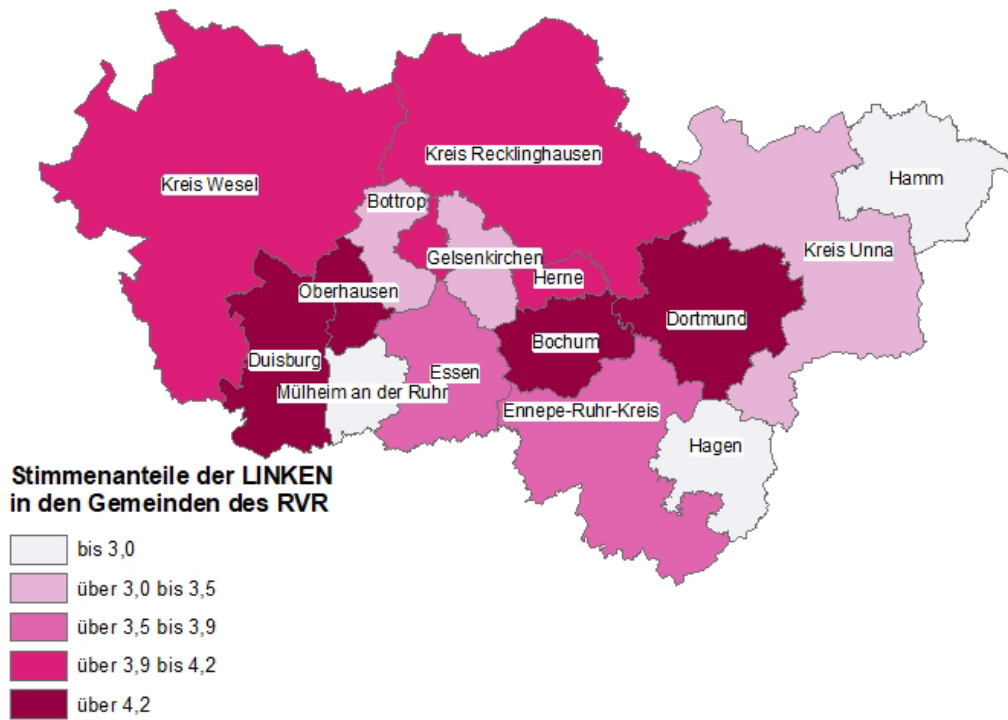 Kreis Recklinghausen
Hamm
Kreis Wesel
Bottrop
Kreis Unna
Gelsenkirchen
Herne
Oberhausen
Dortmund
Bochum
Duisburg
Essen
Mülheim an der Ruhr
Ennepe-Ruhr-Kreis
Hagen
Stimmenanteile der LINKEN
in den Gemeinden des RVR
bis 3,0
über 3,0 bis 3,5
über 3,5 bis 3,9
über 3,9 bis 4,2
über 4,2